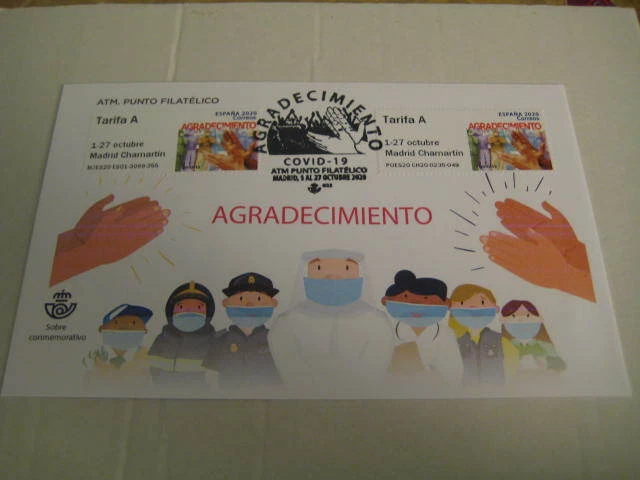 ATM. PUNTO FILATÉLICO
Tarifa A
1-27 octubre
Madrid Chamartín
ESPAÑA 2020
Correos
AGRADECIMIENTO
AGRADECIMIENTO
COVID-19
ATM PUNTO FILATÉLICO
MADRID, 1 AL 27 OCTUBRE 2020
Tarifa A
1-27 octubre
Madrid Chamartín
ESPAÑA 2020
Correos
AGRADECIMIENTO
AGRADECIMIENTO
Sobre
conmemorativo